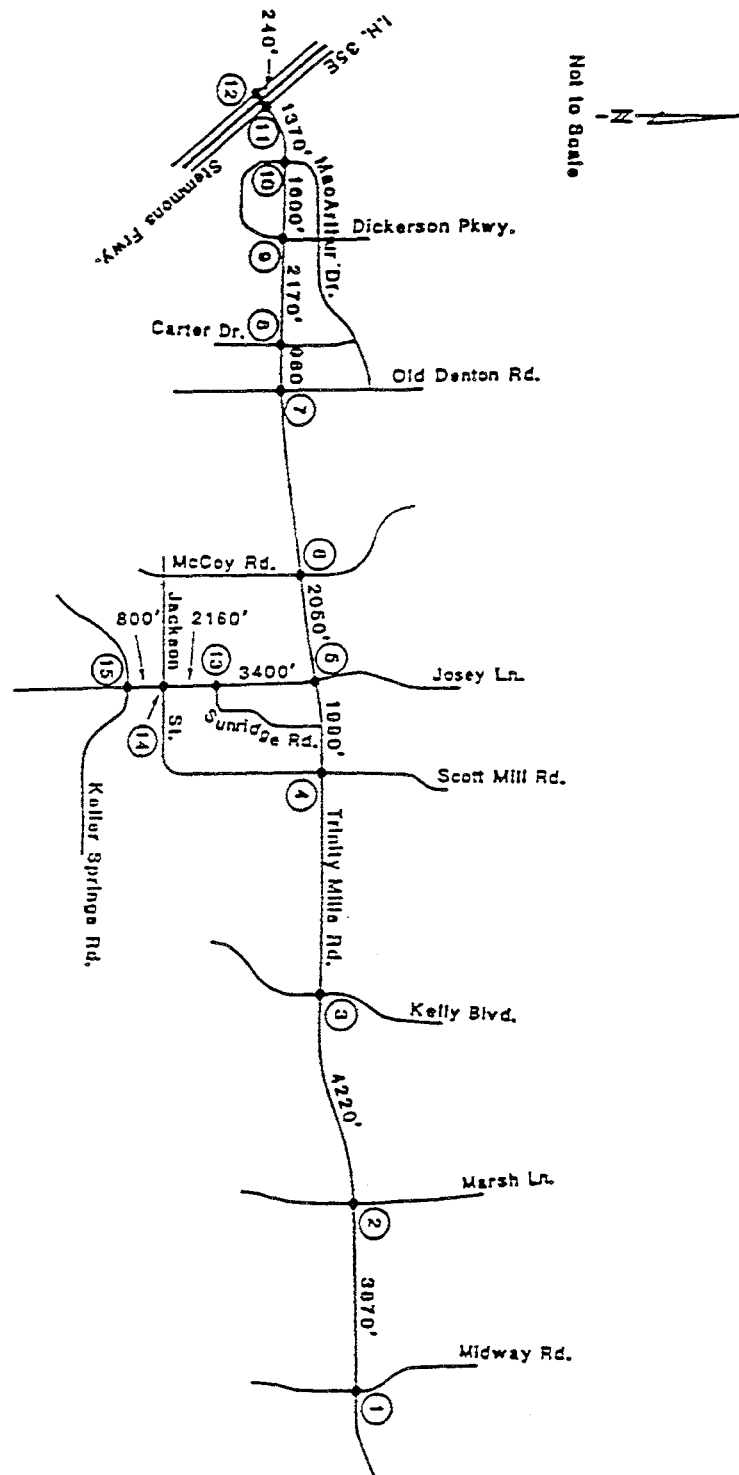 Not to Scale
N
I.H. 35E
240'
12
11
1370'
Stemmons Frwy.
MacArthur Dr.
10
1600'
Dickerson Pkwy.
9
2170'
Carter Dr.
8
Old Denton Rd.
7
6
McCoy Rd.
2050'
Jackson St.
800'
2160'
13
3400'
5
Josey Ln.
15
14
Sunridge Rd.
Scott Mill Rd.
4
Keller Springs Rd.
Trinity Mills Rd.
Kelly Blvd.
3
4220'
Marsh Ln.
2
Midway Rd.
1